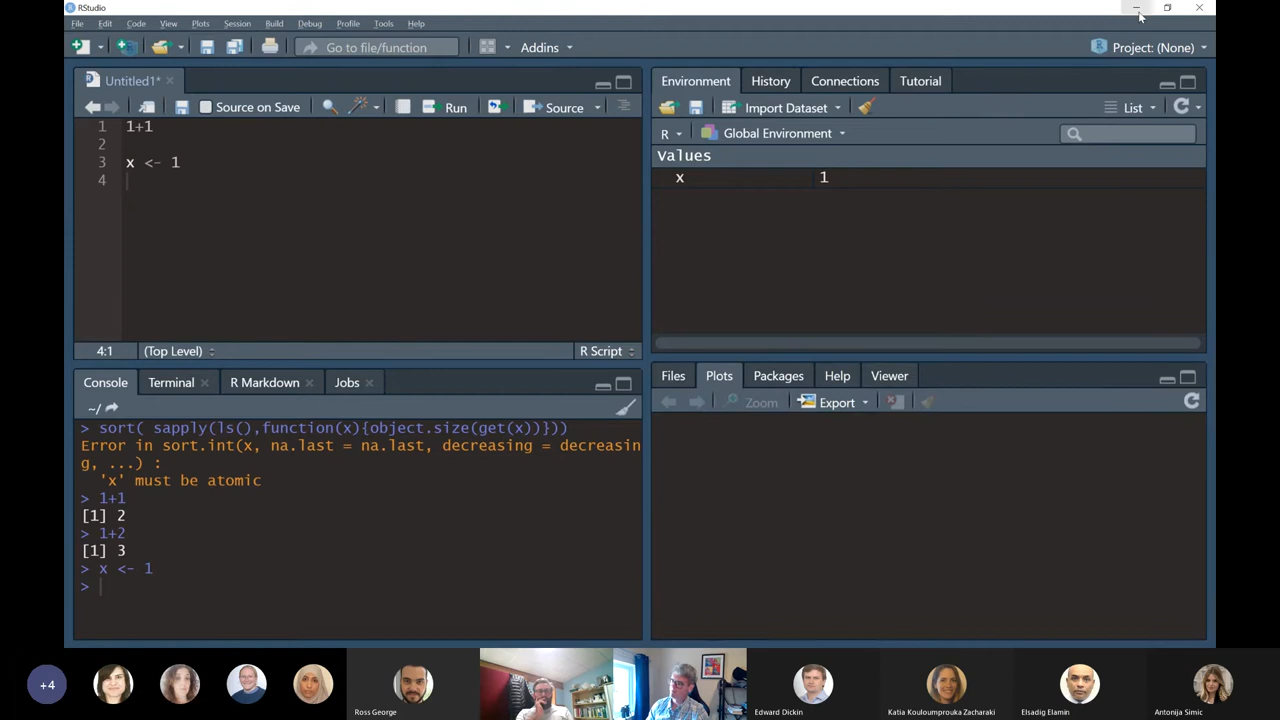 RStudio
File Edit Code View Plots Session Build Debug Profile Tools Help
Go to file/function Addins Project: (None)
Untitled1*
Source on Save Run Source
1 1+1
2
3 x <- 1
4
4:1 (Top Level) R Script
Console Terminal R Markdown Jobs
~/
> sort( sapply(ls(),function(x){object.size(get(x))}))
Error in sort.int(x, na.last = na.last, decreasing = decreasin
g, ...) :
'x' must be atomic
> 1+1
[1] 2
> 1+2
[1] 3
> x <- 1
>
Environment History Connections Tutorial
Import Dataset List
R Global Environment
Values
x 1
Files Plots Packages Help Viewer
Zoom Export
+4
Ross George
Edward Dickin
Katia Kouloumprouka Zacharaki
Elsadig Elamin
Antonija Simic